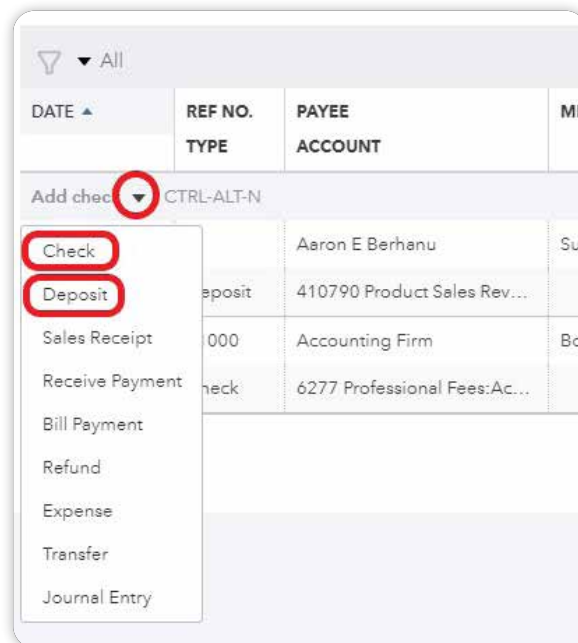 All
DATE REF NO. PAYEE
TYPE ACCOUNT
Add chec CTRL-ALT-N
Check Aaron E Berhanu Su
Deposit eposit 410790 Product Sales Rev...
Sales Receipt 000 Accounting Firm
Receive Payment heck 6277 Professional Fees:Ac...
Bill Payment
Refund
Expense
Transfer
Journal Entry